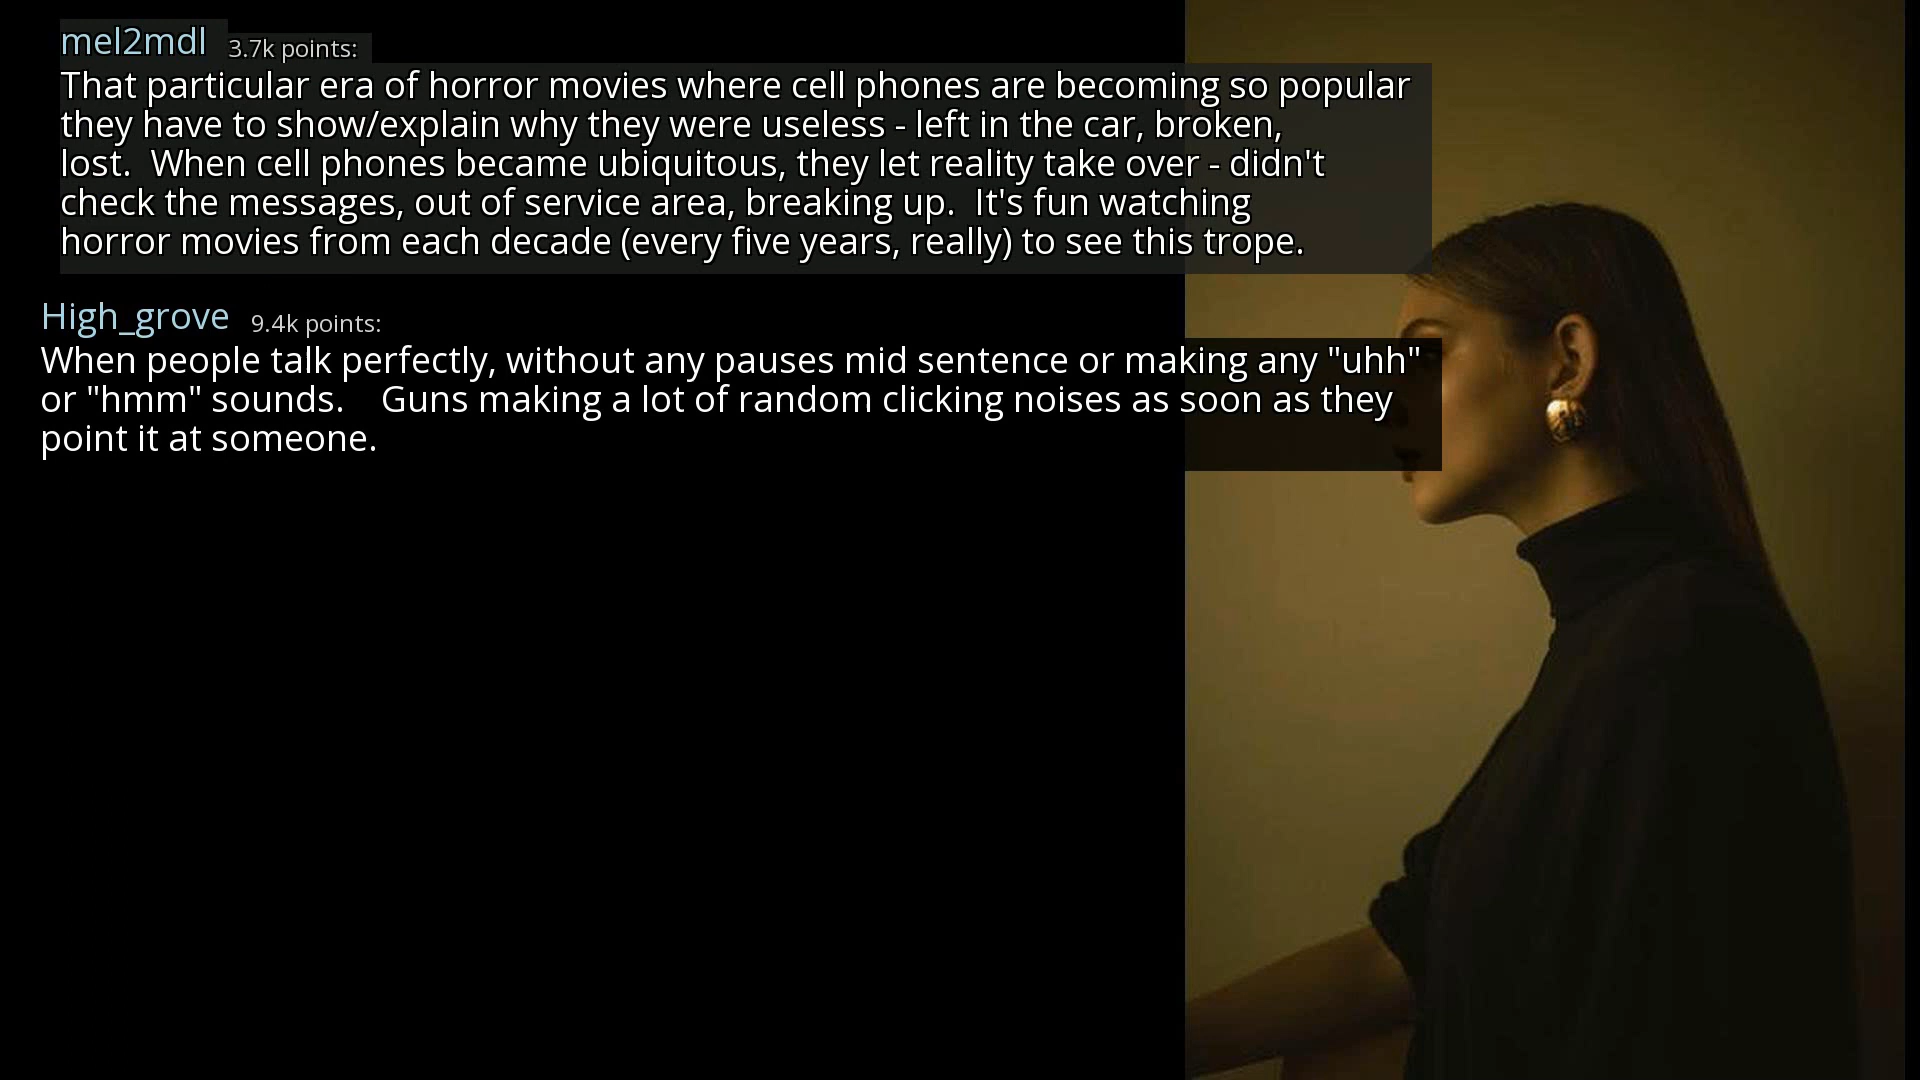 mel2mdl 3.7k points:
That particular era of horror movies where cell phones are becoming so popular
they have to show/explain why they were useless - left in the car, broken,
lost.  When cell phones became ubiquitous, they let reality take over - didn't
check the messages, out of service area, breaking up.  It's fun watching
horror movies from each decade (every five years, really) to see this trope.
High_grove 9.4k points:
When people talk perfectly, without any pauses mid sentence or making any "uhh"
or "hmm" sounds.    Guns making a lot of random clicking noises as soon as they
point it at someone.